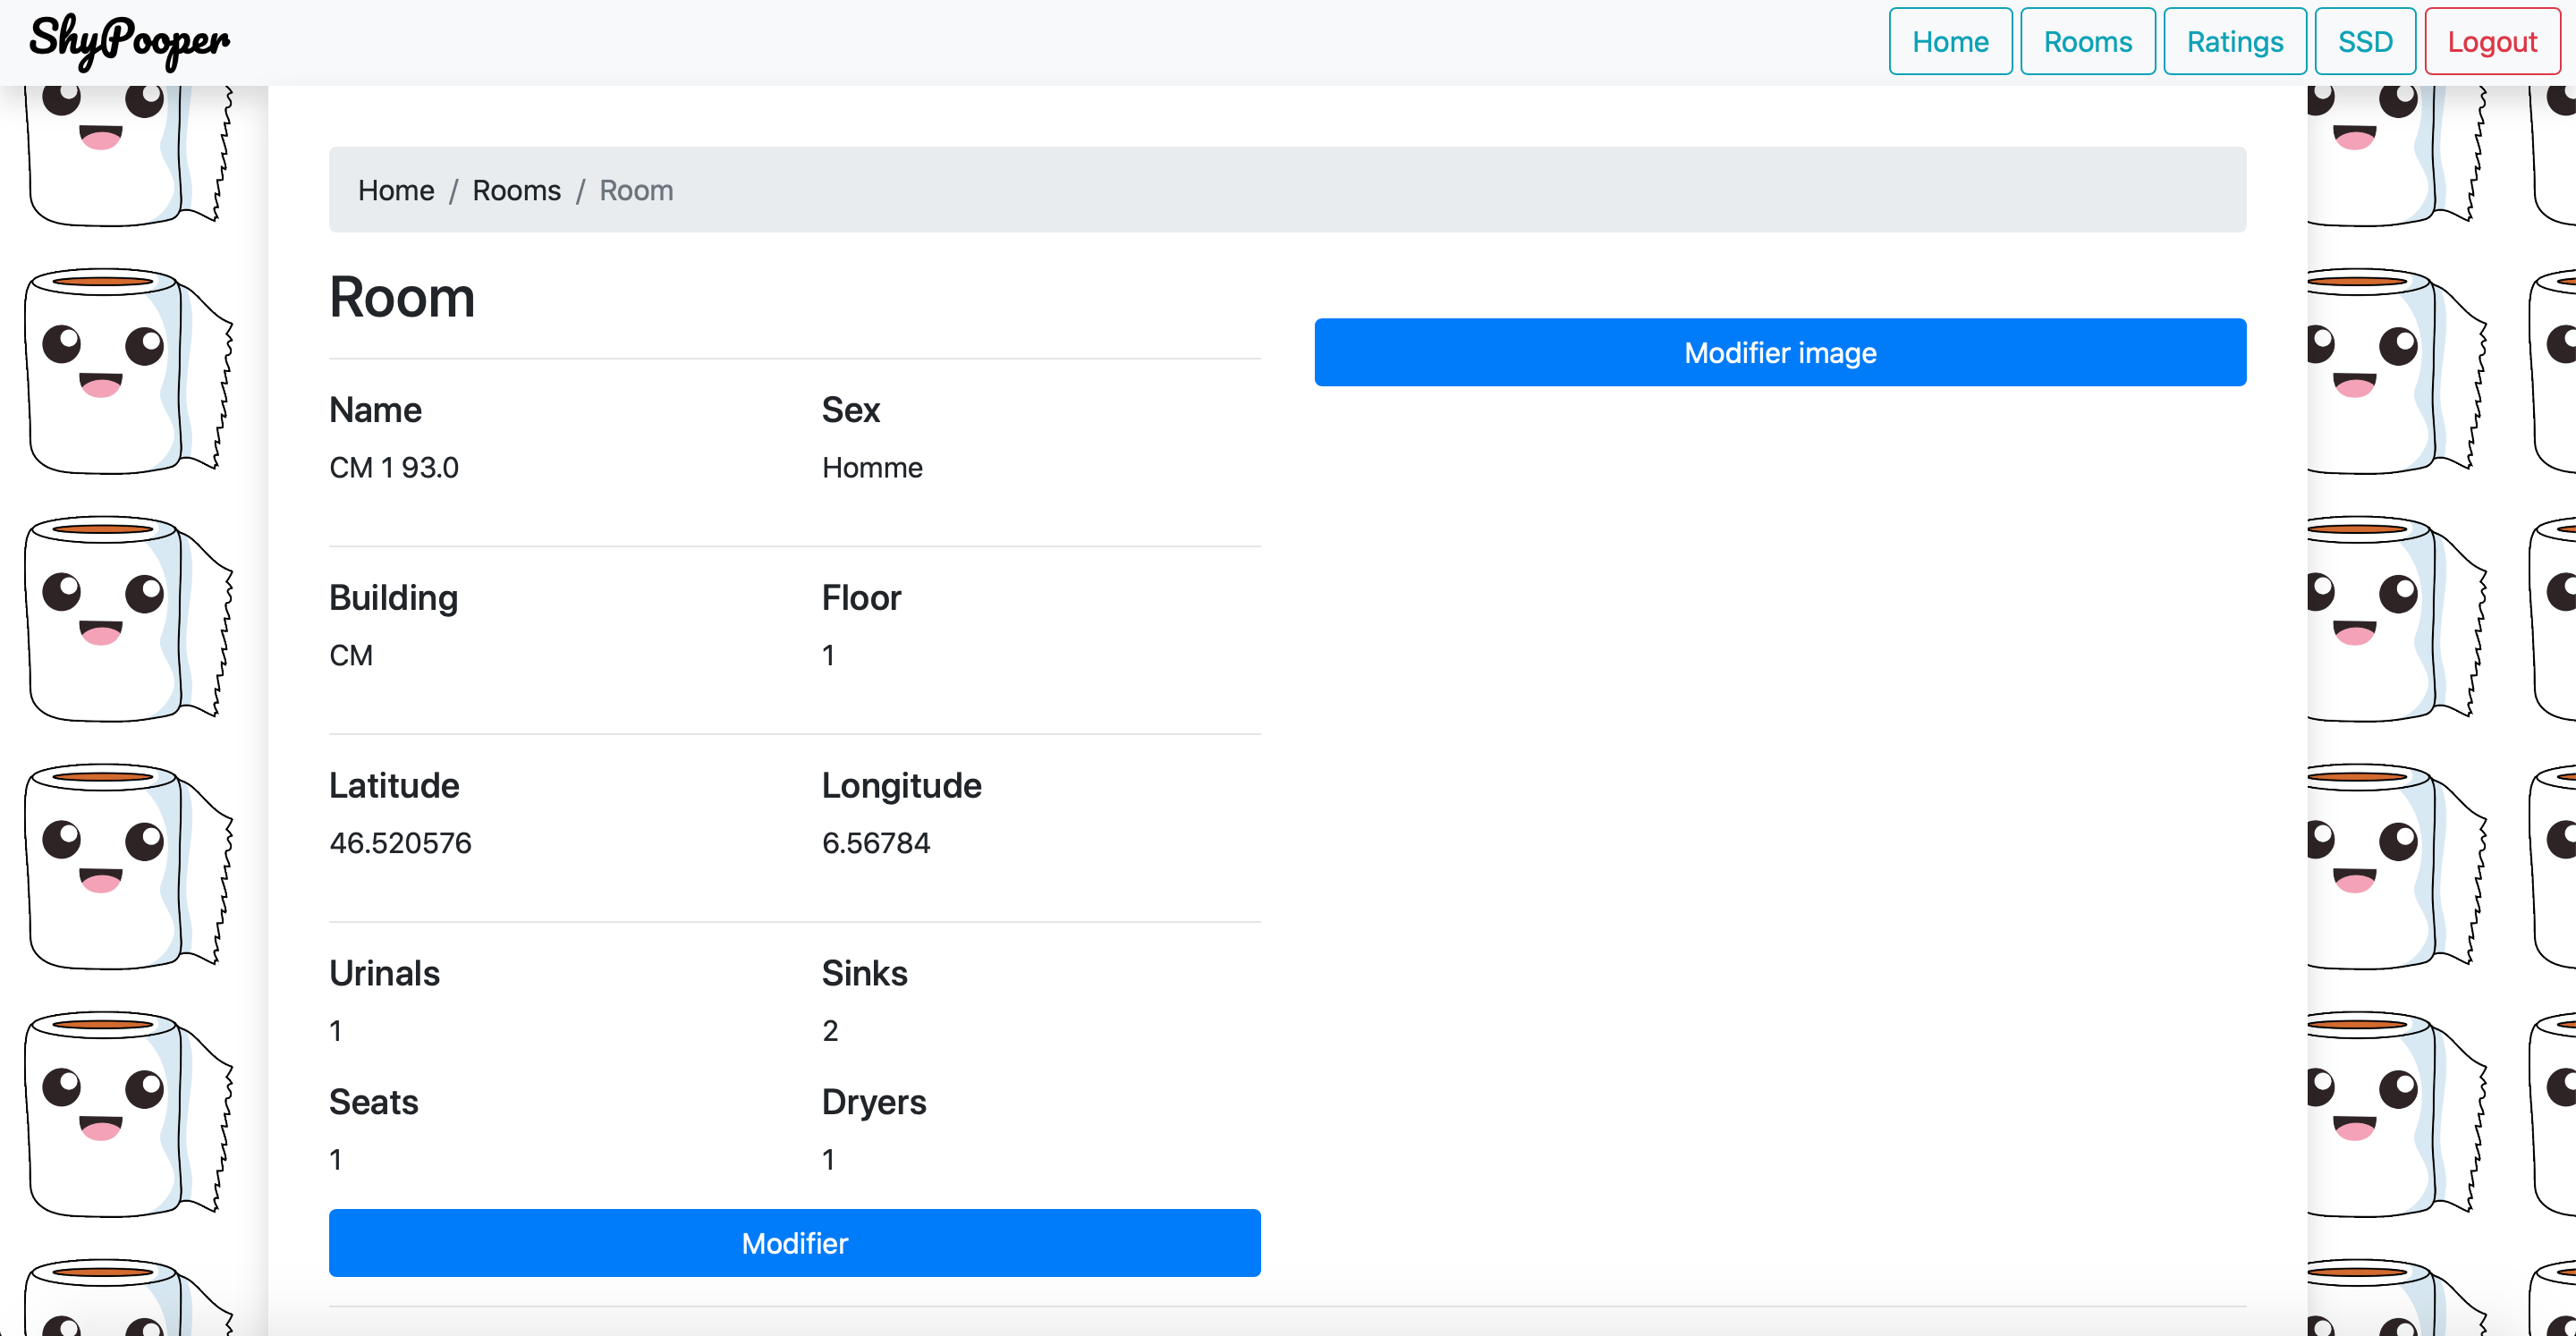 ShyPooper Home Rooms Ratings SSD Logout
Home / Rooms / Room
Room
Modifier image
Name Sex
CM 1 93.0 Homme
Building Floor
CM 1
Latitude Longitude
46.520576 6.56784
Urinals Sinks
1 2
Seats Dryers
1 1
Modifier